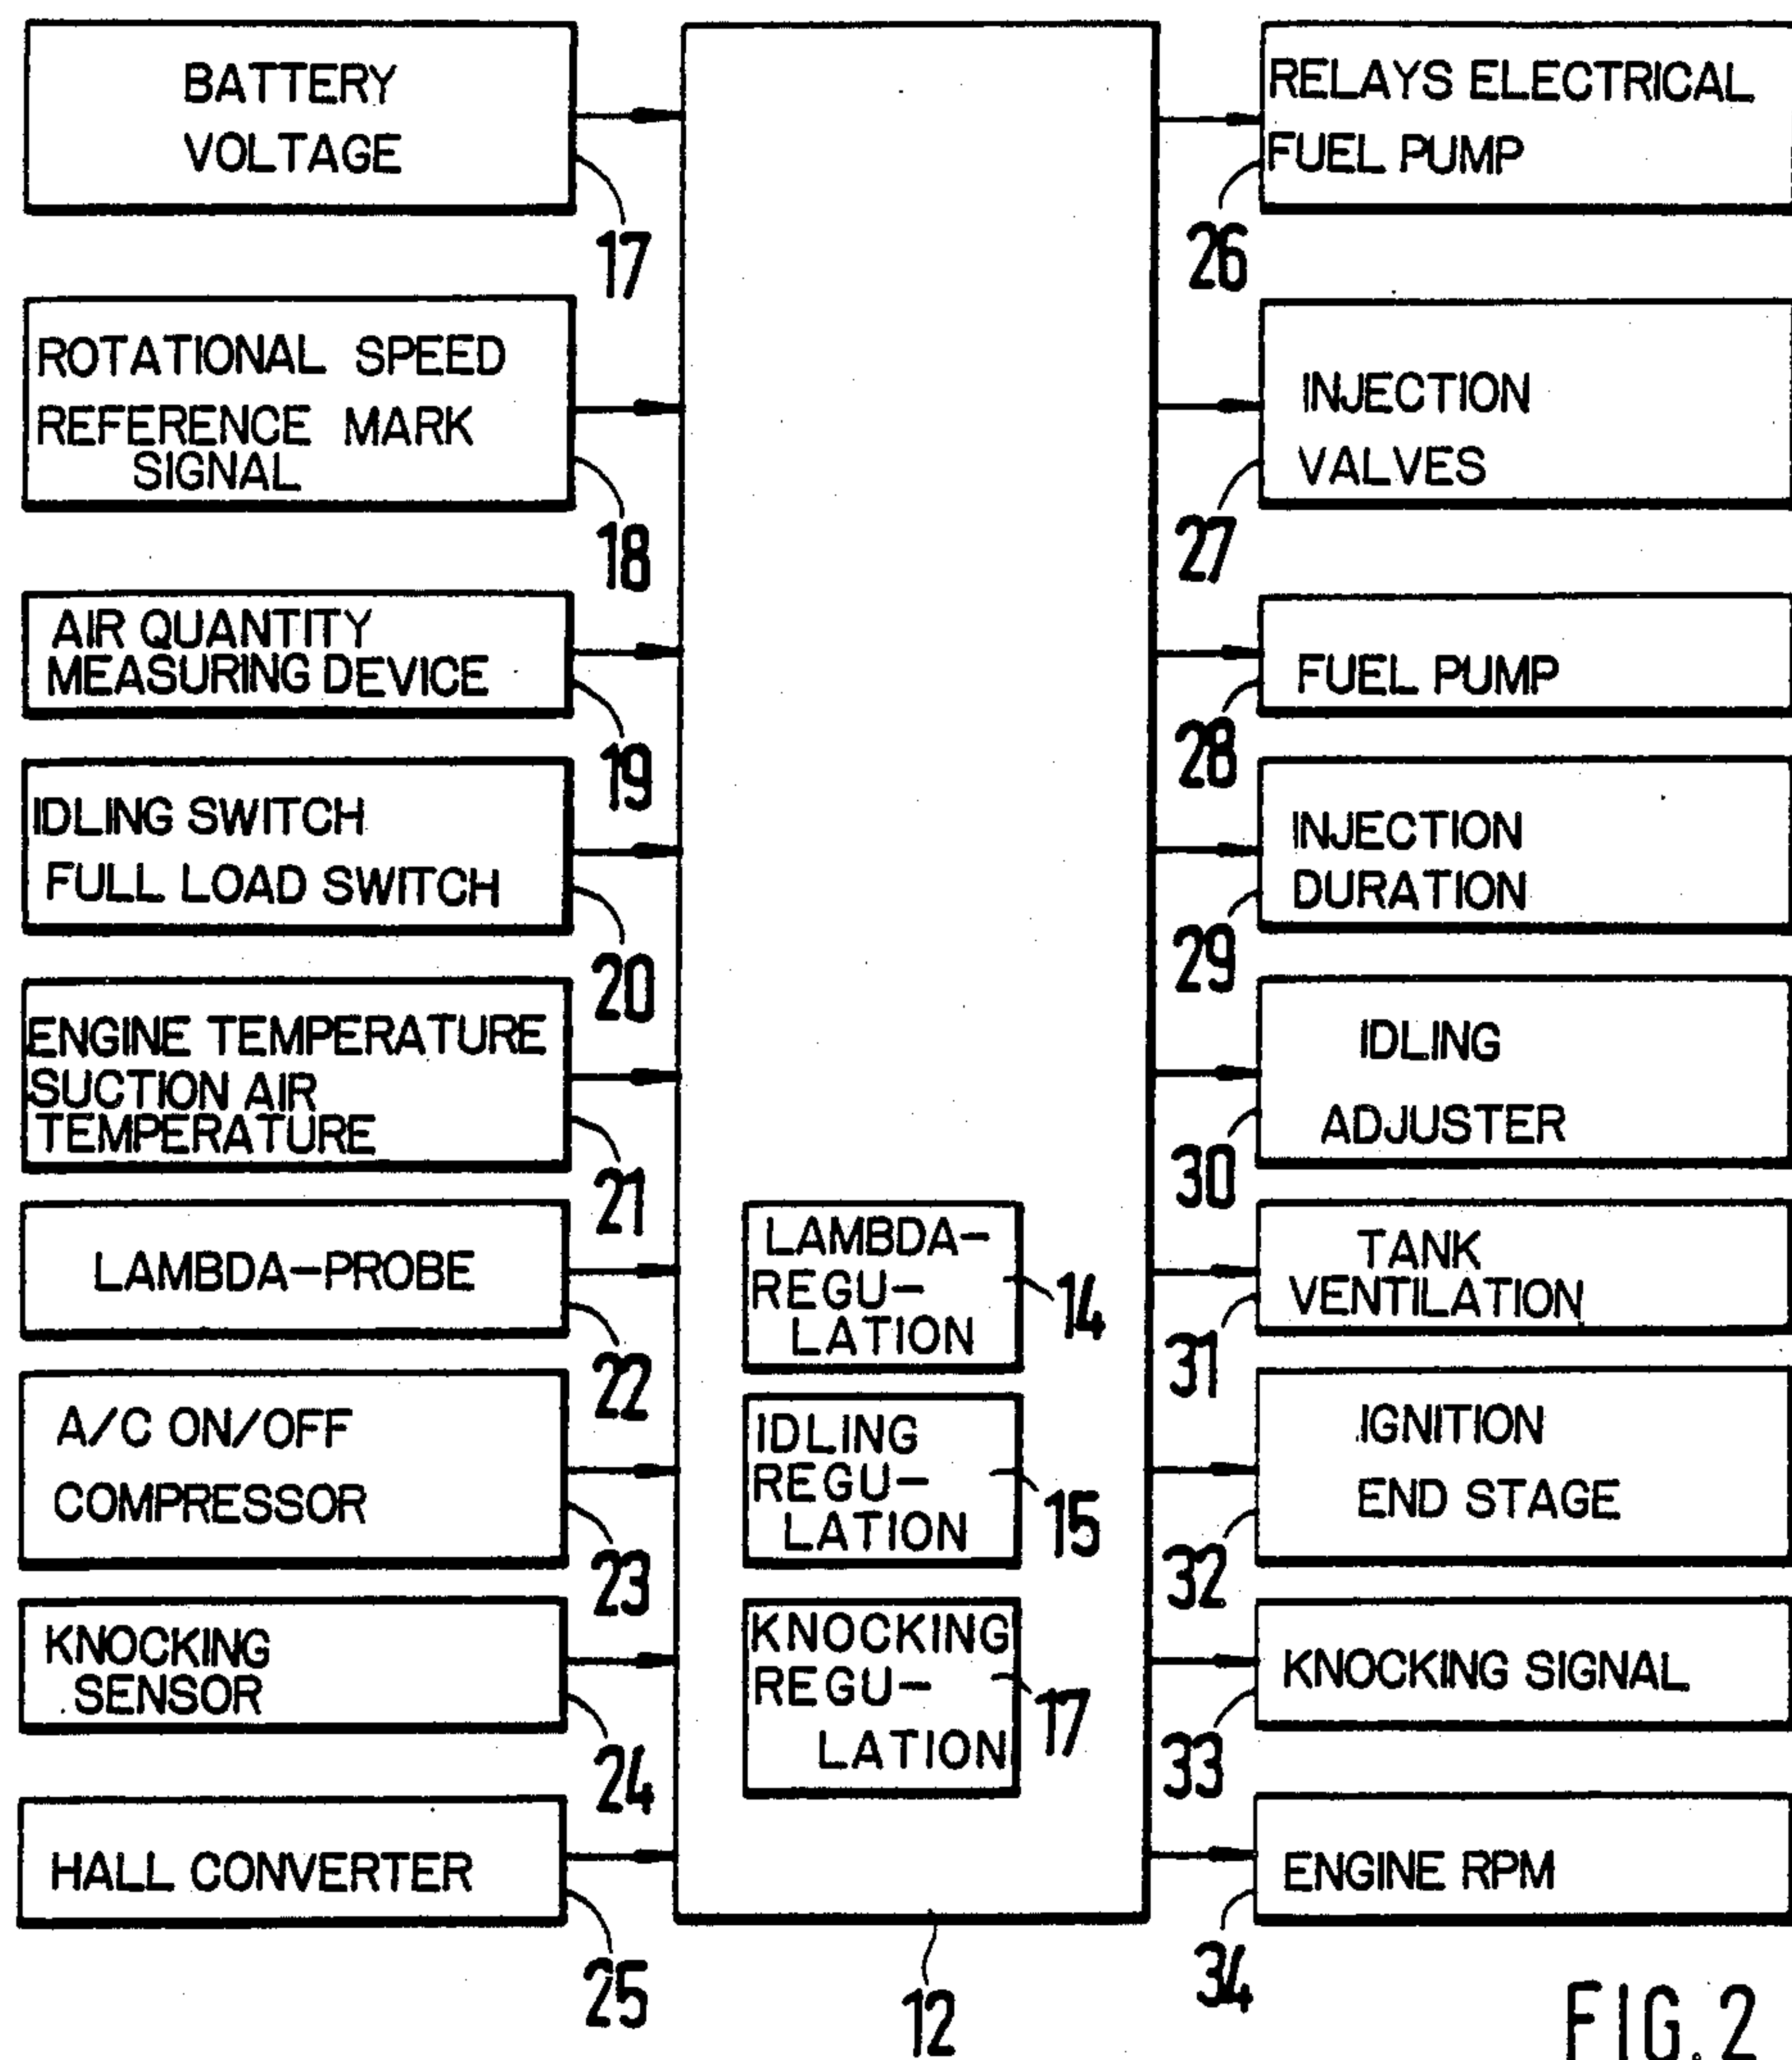 BATTERY
VOLTAGE
17
ROTATIONAL SPEED
REFERENCE MARK
SIGNAL
18
AIR QUANTITY
MEASURING DEVICE
19
IDLING SWITCH
FULL LOAD SWITCH
20
ENGINE TEMPERATURE
SUCTION AIR
TEMPERATURE
21
LAMBDA-PROBE
22
A/C ON/OFF
COMPRESSOR
23
KNOCKING
SENSOR
24
HALL CONVERTER
25
LAMBDA-
REGU-
LATION
14
IDLING
REGU-
LATION
15
KNOCKING
REGU-
LATION
17
12
RELAYS ELECTRICAL
FUEL PUMP
26
INJECTION
VALVES
27
FUEL PUMP
28
INJECTION
DURATION
29
IDLING
ADJUSTER
30
TANK
VENTILATION
31
IGNITION
END STAGE
32
KNOCKING SIGNAL
33
ENGINE RPM
34
FIG. 2